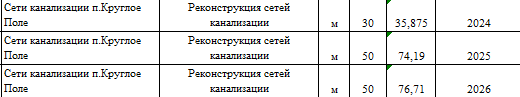 Сети канализации п.Круглое Поле Реконструкция сетей канализации м 30 35,875 2024
Сети канализации п.Круглое Поле Реконструкция сетей канализации м 50 74,19 2025
Сети канализации п.Круглое Поле Реконструкция сетей канализации м 50 76,71 2026